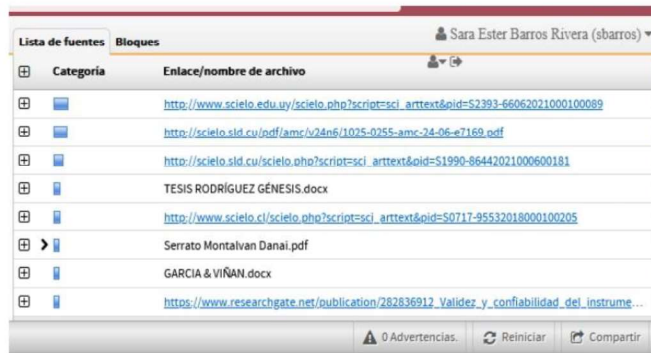 Lista de fuentes Bloques
Sara Ester Barros Rivera (sbarros)
Categoría Enlace/nombre de archivo
http://www.scielo.edu.uy/scielo.php?script=sci_arttext&pid=S2393-66062021000100089
http://scielo.sld.cu/pdf/amc/v24n6/1025-0255-amc-24-06-e7169.pdf
http://scielo.sld.cu/scielo.php?script=sci_arttext&pid=S1990-86442021000600181
TESIS RODRÍGUEZ GÉNESIS.docx
http://www.scielo.cl/scielo.php?script=sci_arttext&pid=S0717-95532018000100205
Serrato Montalvan Danai.pdf
GARCIA & VIÑAN.docx
https://www.researchgate.net/publication/282836912_Validez_y_confiabilidad_del_instrume...
0 Advertencias. Reiniciar Compartir